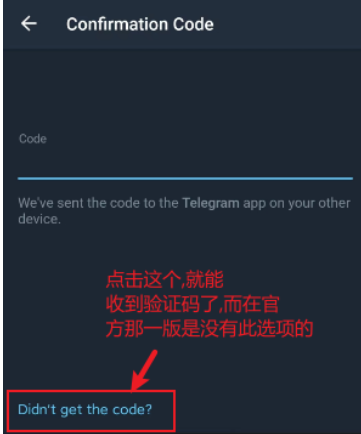 Confirmation Code
Code
We've sent the code to the Telegram app on your other
device.
点击这个,就能
收到验证码了,而在官
方那一版是没有此选项的
Didn't get the code?